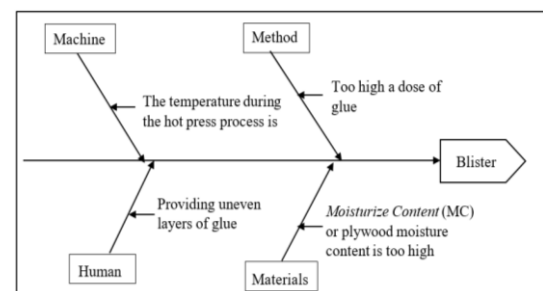 Machine
Method
The temperature during
the hot press process is
Too high a dose of
glue
Blister
Providing uneven
layers of glue
Moisturize Content (MC)
or plywood moisture
content is too high
Human
Materials